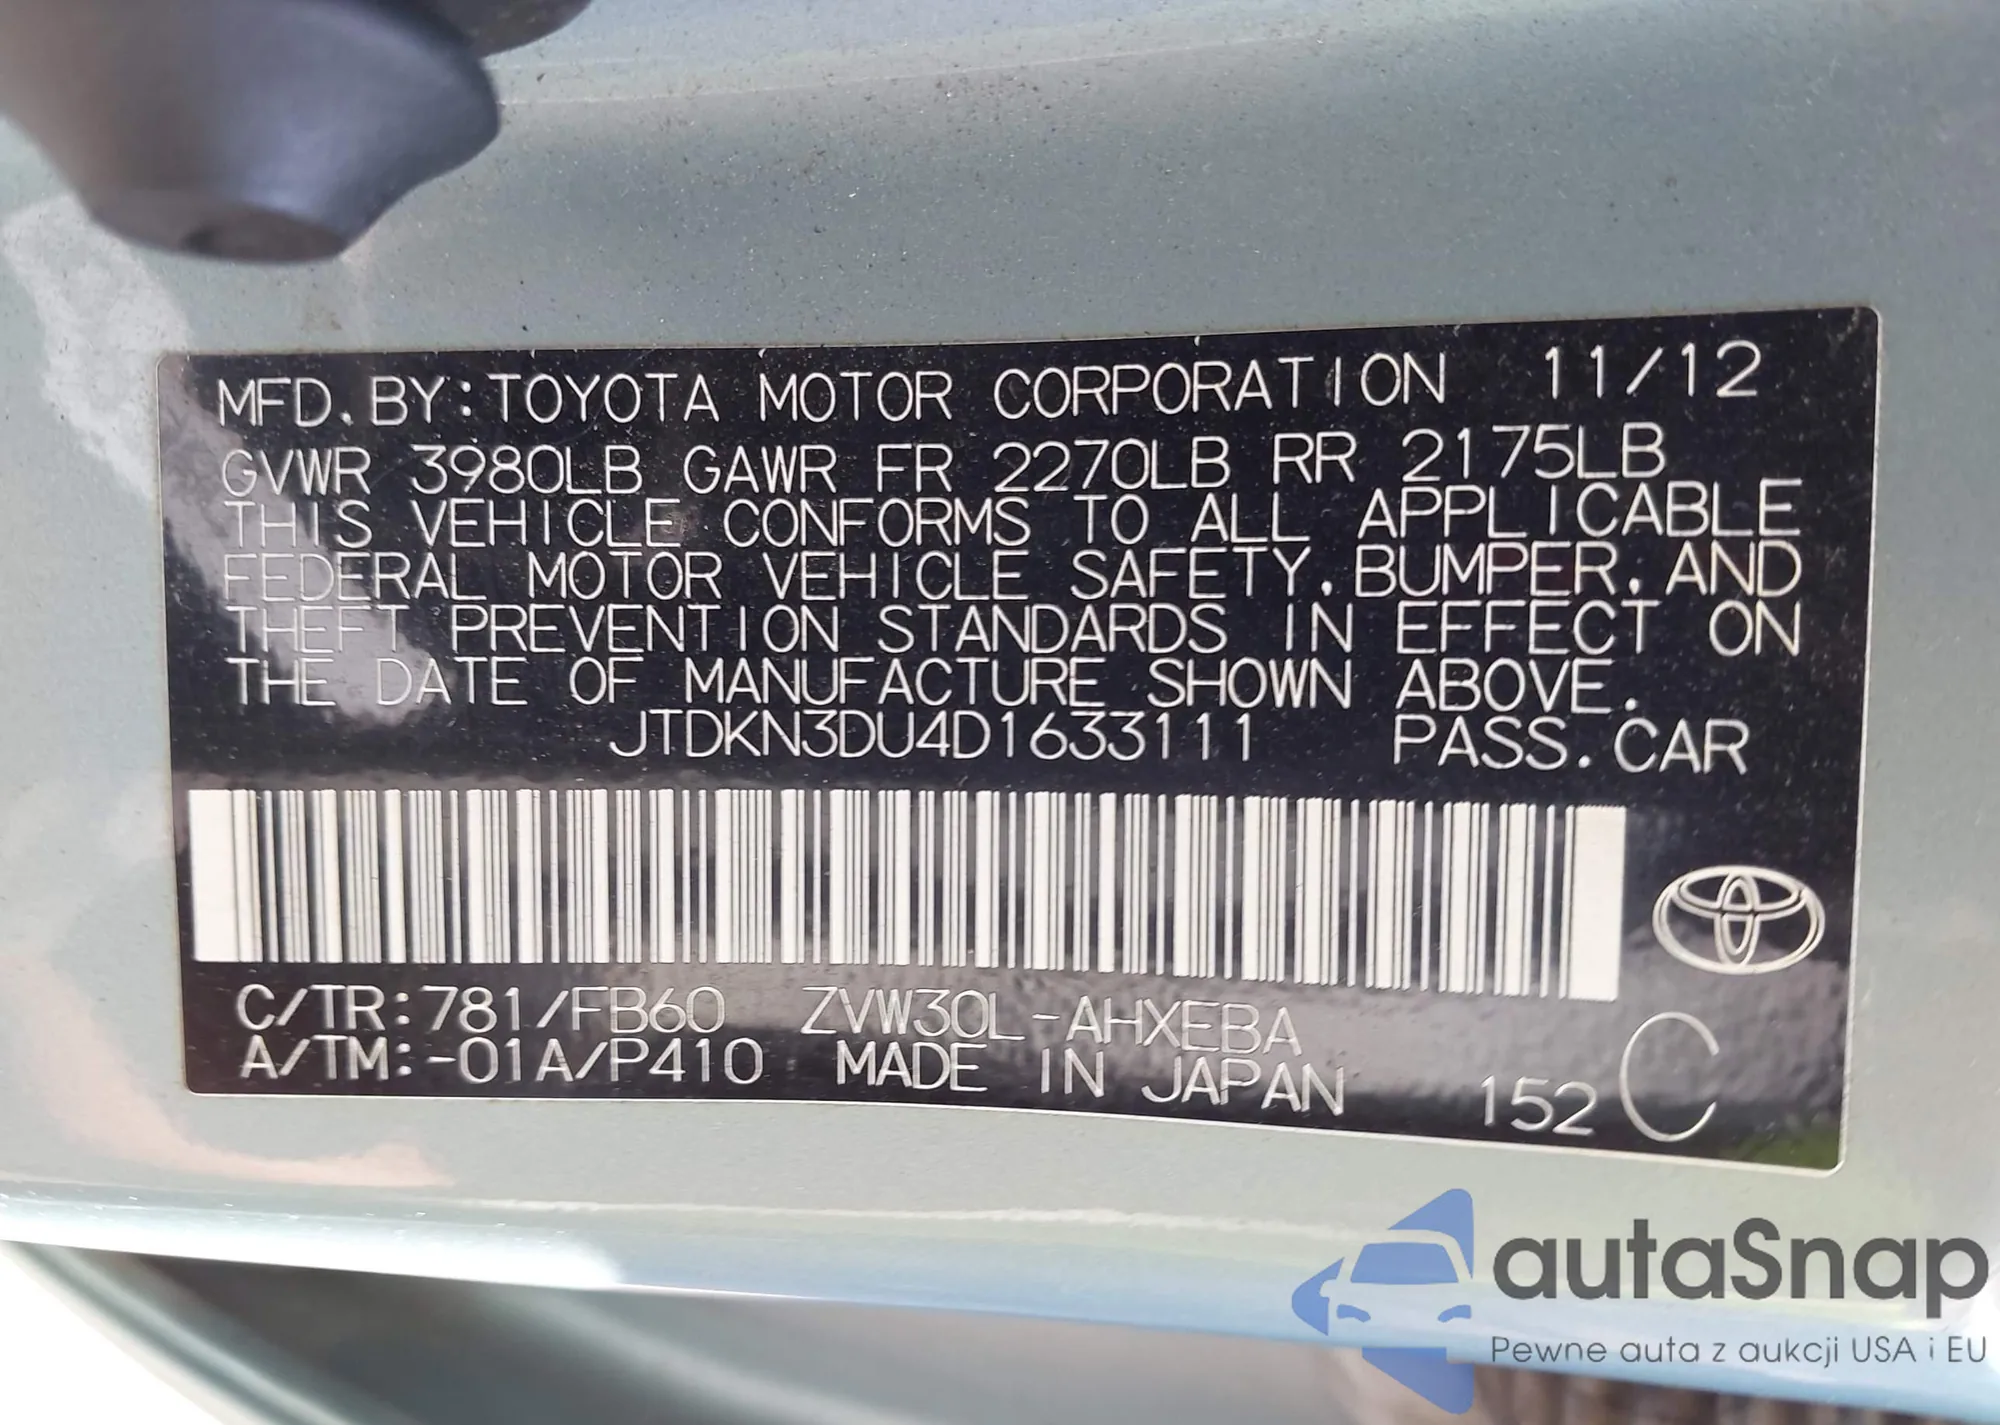 MFD. BY: TOYOTA MOTOR CORPORATION 11/12
GVWR 3980LB GAWR FR 2270LB RR 2175LB
THIS VEHICLE CONFORMS TO ALL APPLICABLE
FEDERAL MOTOR VEHICLE SAFETY, BUMPER, AND
THEFT PREVENTION STANDARDS IN EFFECT ON
THE DATE OF MANUFACTURE SHOWN ABOVE.
JTDKN3DU4D1633111 PASS. CAR
C/TR: 781/FB60 ZVW30L-AHXEBA
A/TM: -01A/P410 MADE IN JAPAN 152 C
autaSnap
Pewne auta z aukcji USA i EU